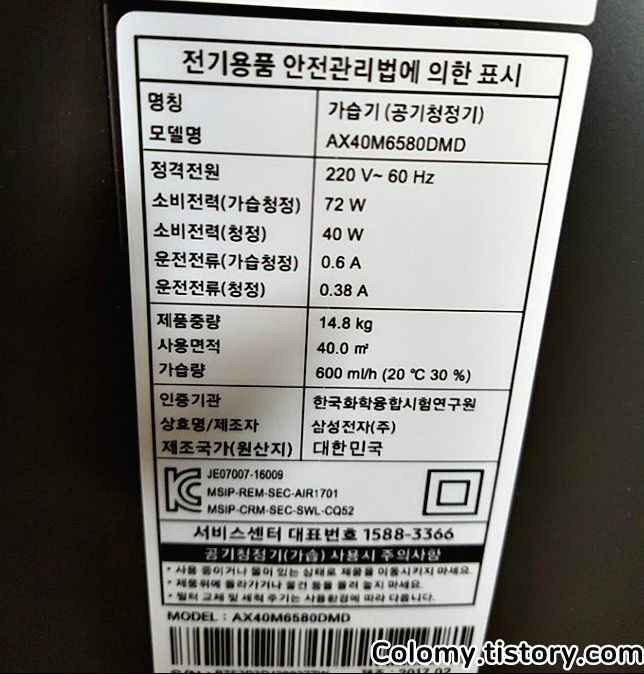 전기용품 안전관리법에 의한 표시
명칭 가습기 (공기청정기)
모델명 AX40M6580DMD
정격전원 220 V~ 60 Hz
소비전력(가습청정) 72 W
소비전력(청정) 40 W
운전전류(가습청정) 0.6 A
운전전류(청정) 0.38 A
제품중량 14.8 kg
사용면적 40.0 ㎡
가습량 600 ml/h (20 ℃ 30 %)
인증기관 한국화학융합시험연구원
상호명/제조자 삼성전자(주)
제조국가(원산지) 대한민국
JE07007-16009
MSIP-REM-SEC-AIR1701
MSIP-CRM-SEC-SWL-CQ52
서비스센터 대표번호 1588-3366
공기청정기(가습) 사용시 주의사항
* 사용 중이거나 물이 있는 상태로 제품을 이동시키지 마세요.
* 제품위에 올라가거나 물건 등을 올려 놓지 마세요.
* 필터 교체 및 세척 주기는 사용환경에 따라 다릅니다.
MODEL : AX40M6580DMD
Colomy.tistory.com
제조 : 2017.02